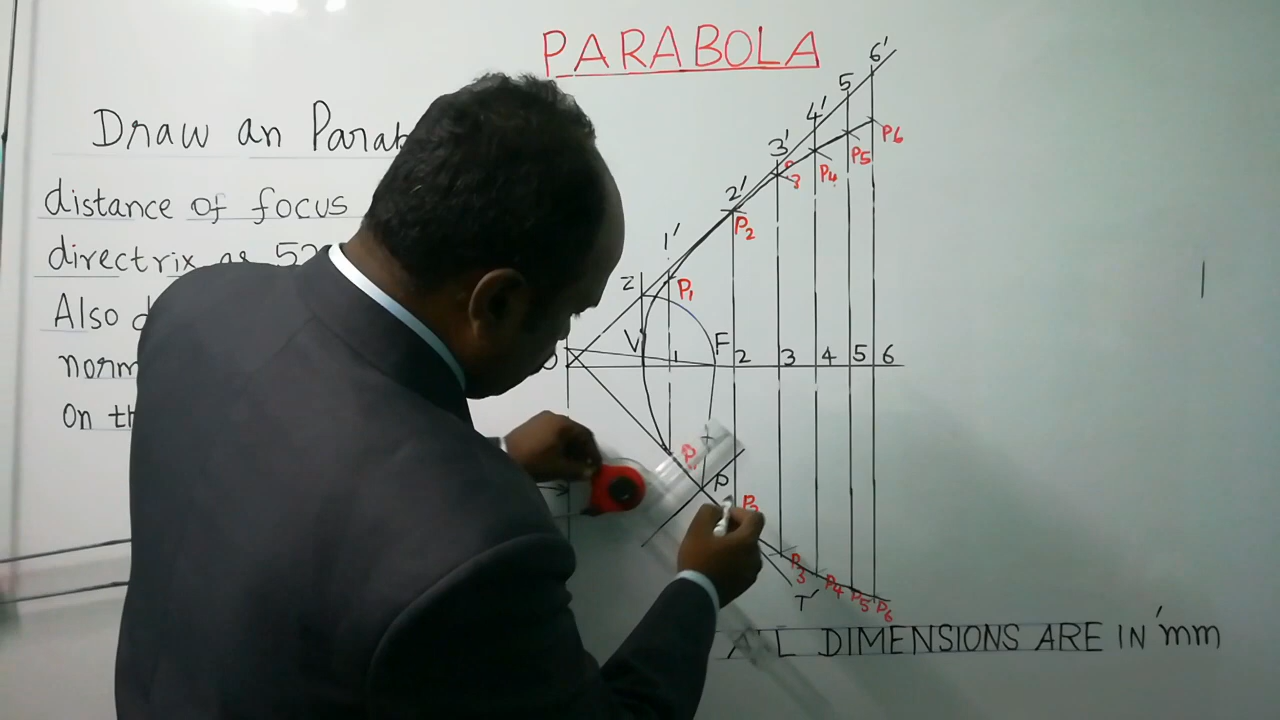 PARABOLA
Draw an Parab
distance of focus
directrix as 52
Also d
norm
On th
6'
5
4'
3'
2'
1'
Z
P6
P5
P4
P2
P1
V
1
F
2
3
4
5
6
P
P
P3
P4
P5
P6
T'
ALL DIMENSIONS ARE IN 'mm